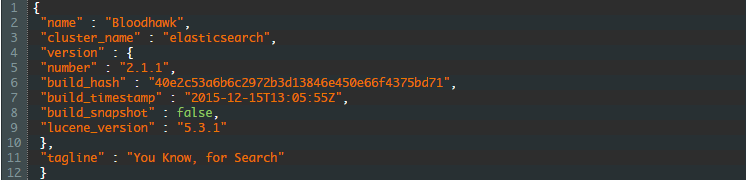 1 {
2 "name" : "Bloodhawk",
3 "cluster_name" : "elasticsearch",
4 "version" : {
5 "number" : "2.1.1",
6 "build_hash" : "40e2c53a6b6c2972b3d13846e450e66f4375bd71",
7 "build_timestamp" : "2015-12-15T13:05:55Z",
8 "build_snapshot" : false,
9 "lucene_version" : "5.3.1"
10 },
11 "tagline" : "You Know, for Search"
12 }